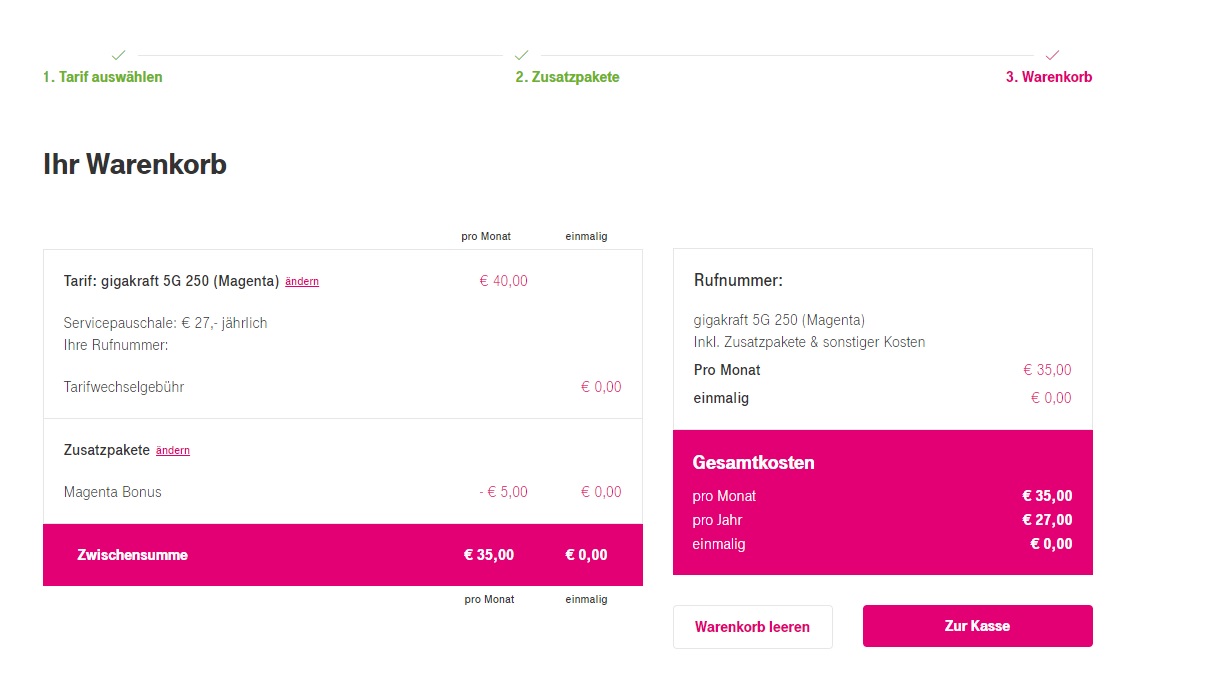 1. Tarif auswählen
2. Zusatzpakete
3. Warenkorb
Ihr Warenkorb
pro Monat einmalig
Tarif: gigakraft 5G 250 (Magenta) ändern € 40,00
Servicepauschale: € 27,- jährlich
Ihre Rufnummer:
Tarifwechselgebühr € 0,00
Zusatzpakete ändern
Magenta Bonus - € 5,00 € 0,00
Zwischensumme € 35,00 € 0,00
pro Monat einmalig
Rufnummer:
gigakraft 5G 250 (Magenta)
Inkl. Zusatzpakete & sonstiger Kosten
Pro Monat € 35,00
einmalig € 0,00
Gesamtkosten
pro Monat € 35,00
pro Jahr € 27,00
einmalig € 0,00
Warenkorb leeren
Zur Kasse